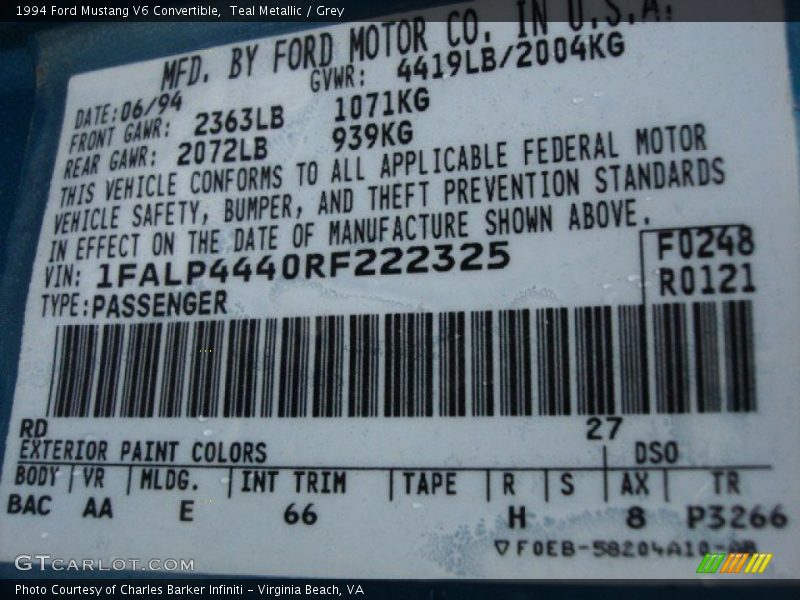 1994 Ford Mustang V6 Convertible,  Teal Metallic / Grey
MFD. BY FORD MOTOR CO. IN U.S.A.
DATE:06/94 GVWR: 4419LB/2004KG
FRONT GAWR: 2363LB 1071KG
REAR GAWR: 2072LB 939KG
THIS VEHICLE CONFORMS TO ALL APPLICABLE FEDERAL MOTOR
VEHICLE SAFETY, BUMPER, AND THEFT PREVENTION STANDARDS
IN EFFECT ON THE DATE OF MANUFACTURE SHOWN ABOVE.
VIN: 1FALP4440RF222325 F0248
TYPE:PASSENGER R0121
RD 27
EXTERIOR PAINT COLORS DSO
BODY VR MLDG. INT TRIM TAPE R S AX TR
BAC AA E 66 H 8 P3266
GTCarlot.com
Photo Courtesy of Charles Barker Infiniti - Virginia Beach, VA